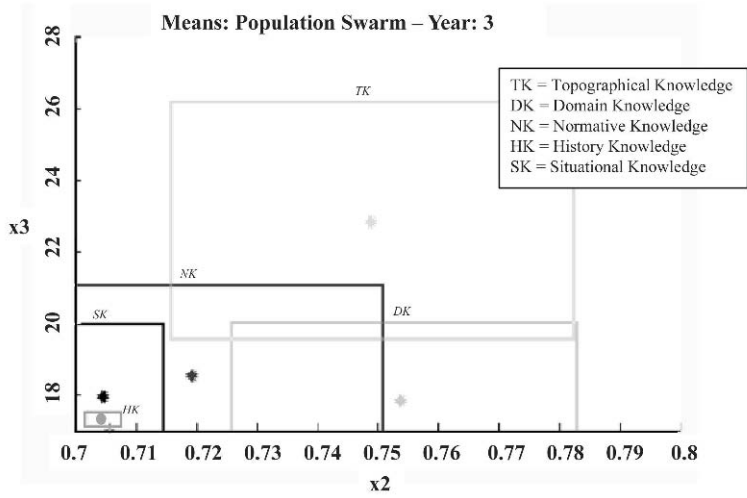 Means: Population Swarm – Year: 3
28
TK
TK = Topographical Knowledge
DK = Domain Knowledge
NK = Normative Knowledge
HK = History Knowledge
SK = Situational Knowledge
26
24
x3
22
NK
20
SK
DK
18
HK
0.7 0.71 0.72 0.73 0.74 0.75 0.76 0.77 0.78 0.79 0.8
x2